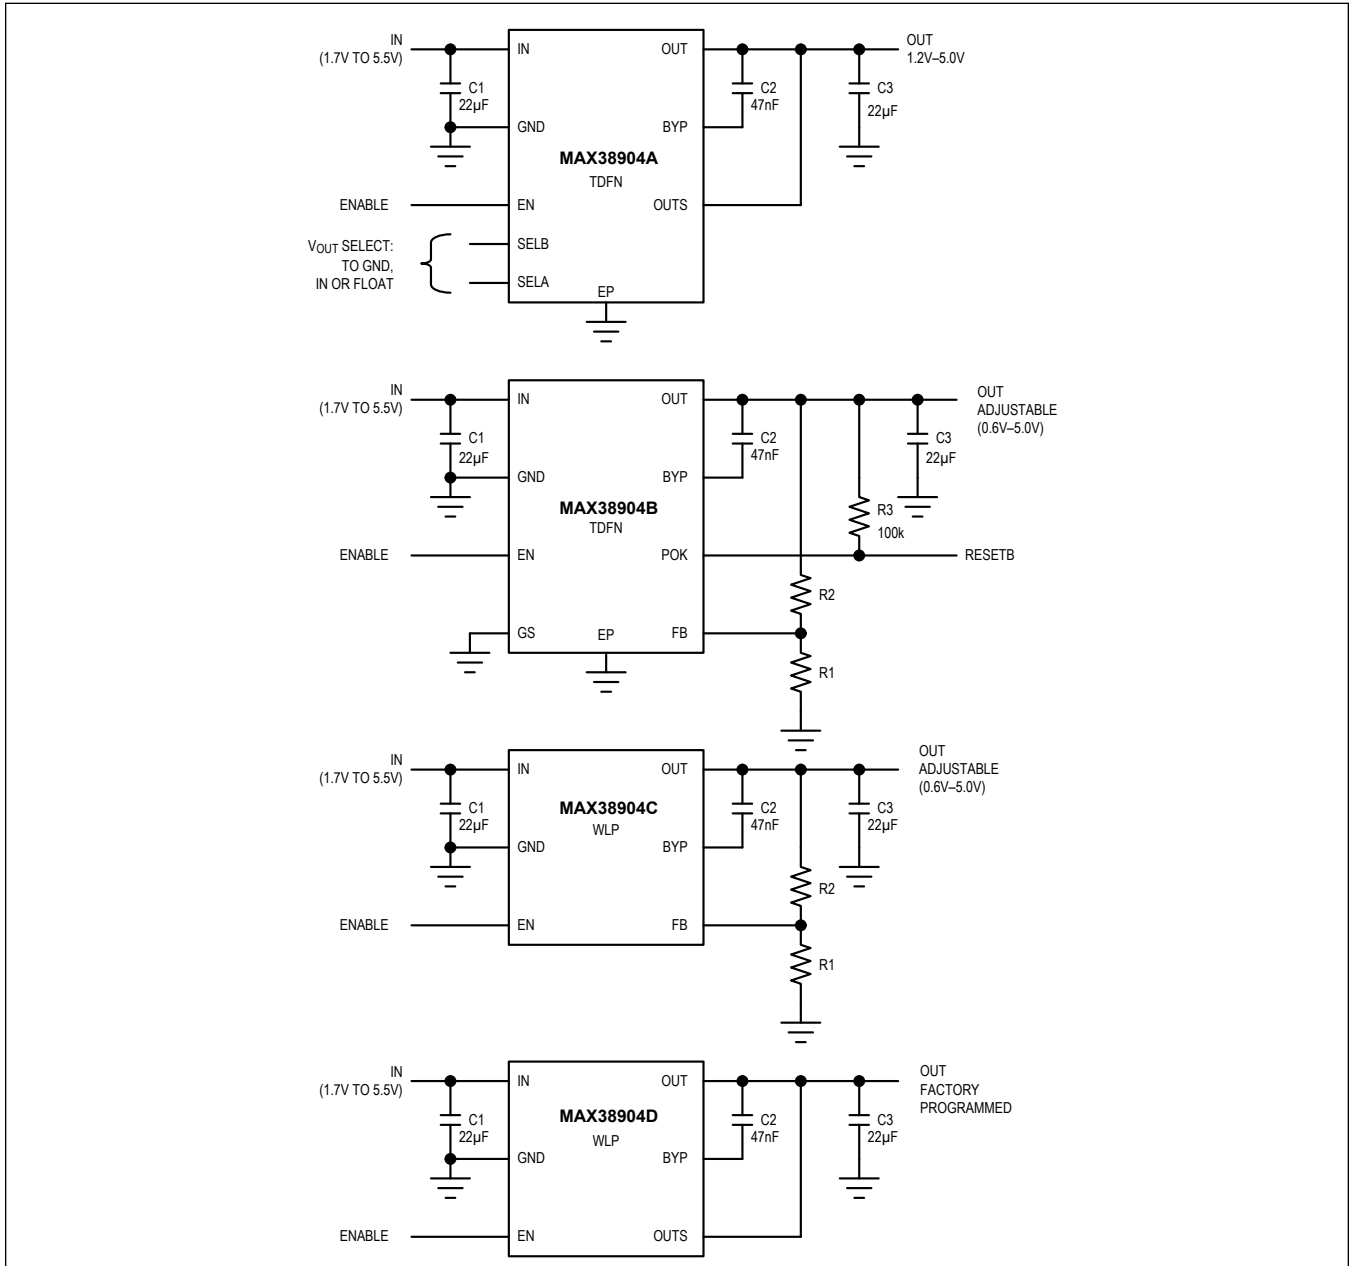 IN
(1.7V TO 5.5V)
C1
22µF
IN
GND
EN
SELB
SELA
EP
MAX38904A
TDFN
OUT
BYP
OUTS
C2
47nF
C3
22µF
OUT
1.2V–5.0V
ENABLE
VOUT SELECT:
TO GND,
IN OR FLOAT
IN
(1.7V TO 5.5V)
C1
22µF
IN
GND
EN
GS
EP
MAX38904B
TDFN
OUT
BYP
POK
FB
C2
47nF
C3
22µF
R3
100k
R2
R1
OUT
ADJUSTABLE
(0.6V–5.0V)
RESETB
ENABLE
IN
(1.7V TO 5.5V)
C1
22µF
IN
GND
EN
MAX38904C
WLP
OUT
BYP
FB
C2
47nF
C3
22µF
R2
R1
OUT
ADJUSTABLE
(0.6V–5.0V)
ENABLE
IN
(1.7V TO 5.5V)
C1
22µF
IN
GND
EN
MAX38904D
WLP
OUT
BYP
OUTS
C2
47nF
C3
22µF
OUT
FACTORY
PROGRAMMED
ENABLE